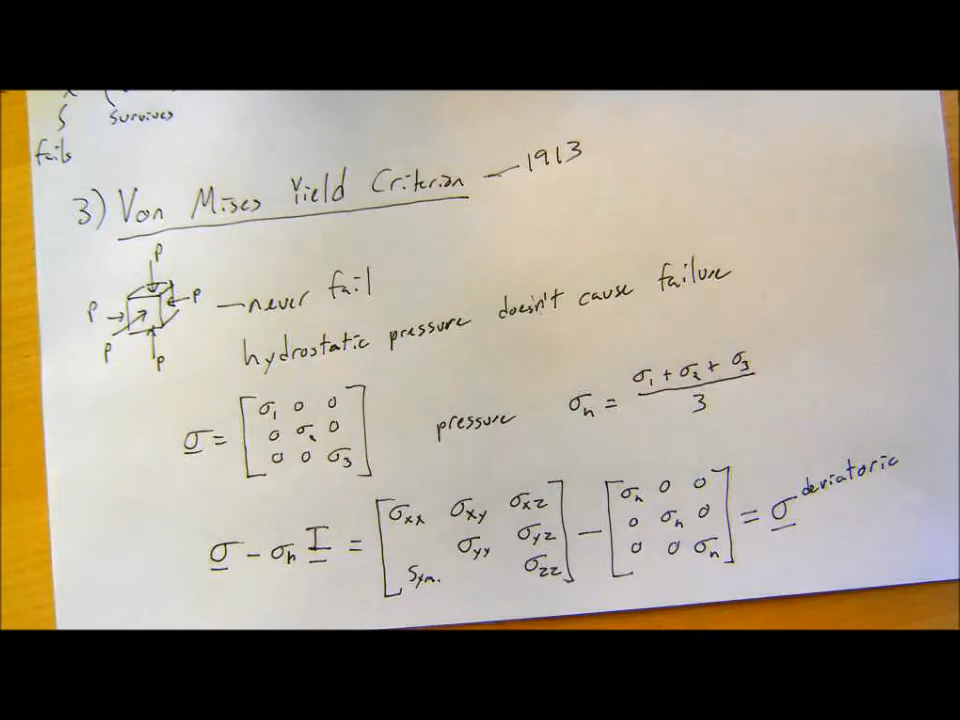 survives
fails
3) Von Mises Yield Criterion — 1913
P
P P
— never fail
P P
hydrostatic pressure doesn't cause failure
σ = [σ₁ 0 0
0 σ₂ 0
0 0 σ₃]
pressure σₕ = (σ₁ + σ₂ + σ₃) / 3
σ - σₕ I = [σxx σxy σxz
σyy σyz
Sym. σzz] — [σₕ 0 0
0 σₕ 0
0 0 σₕ] = σ deviatoric